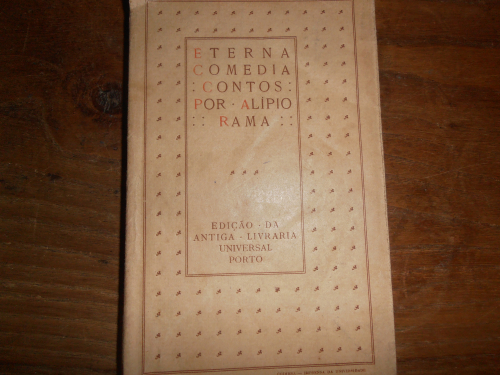 ETERNA
COMEDIA
: CONTOS :
POR · ALÍPIO
:: RAMA ::
EDIÇÃO · DA
ANTIGA · LIVRARIA
UNIVERSAL
PORTO